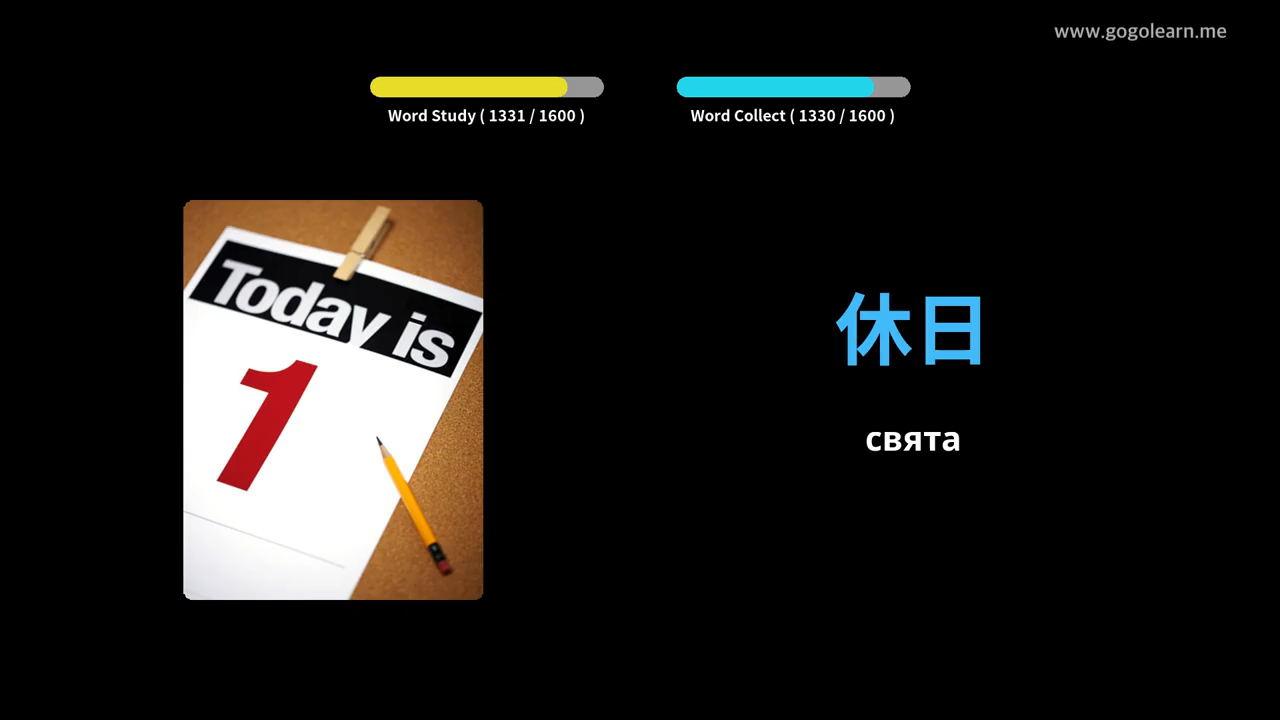 www.gogolearn.me
Word Study ( 1331 / 1600 )
Word Collect ( 1330 / 1600 )
Today is
1
休日
свята